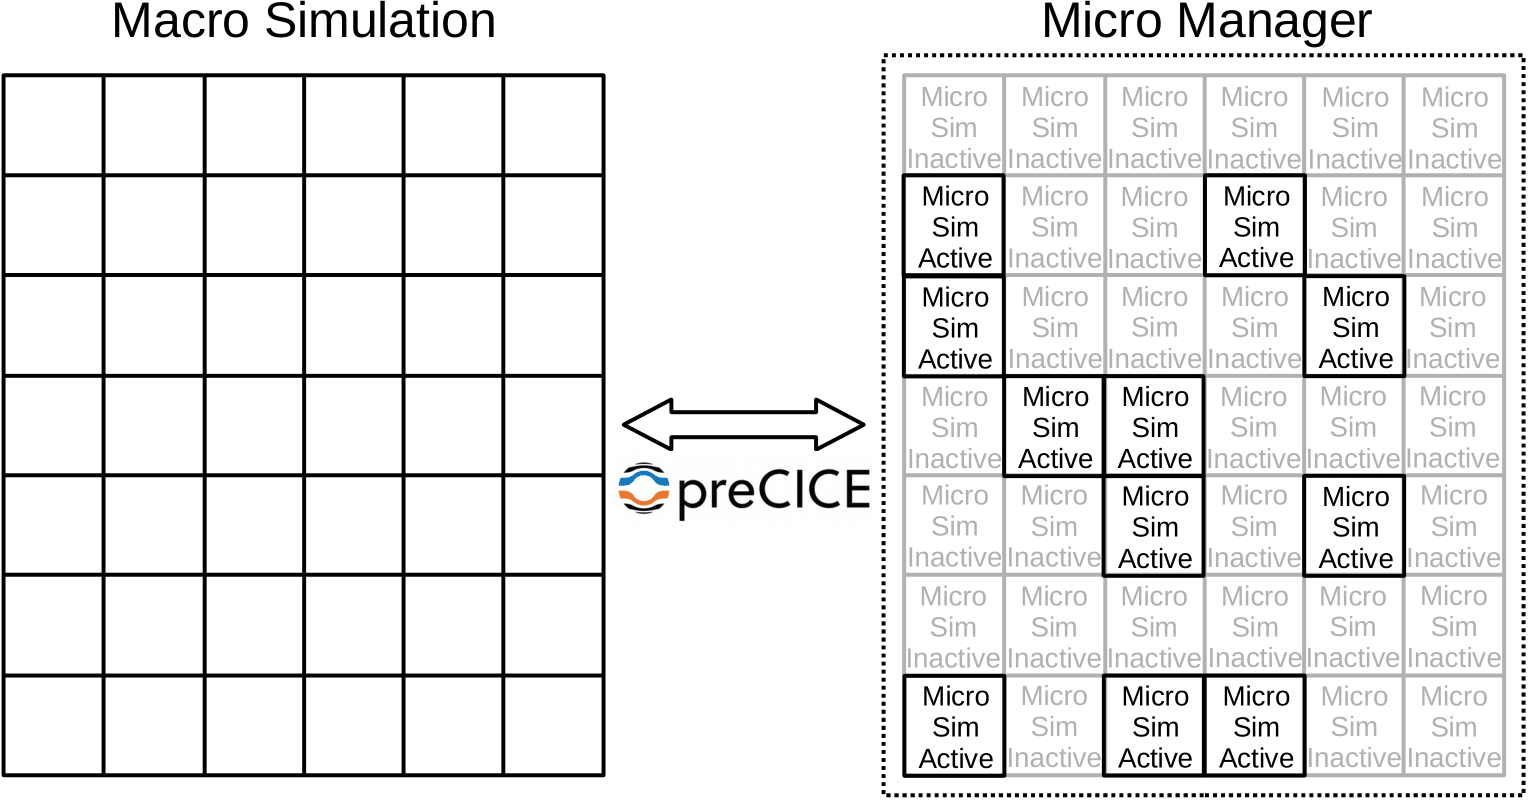 Macro Simulation
Micro Manager
Micro Micro Micro Micro Micro Micro
Sim Sim Sim Sim Sim Sim
Inactive Inactive Inactive Inactive Inactive Inactive
Micro Micro Micro Micro Micro Micro
Sim Sim Sim Sim Sim Sim
Active Inactive Inactive Active Inactive Inactive
Micro Micro Micro Micro Micro Micro
Sim Sim Sim Sim Sim Sim
Active Inactive Inactive Inactive Active Inactive
Micro Micro Micro Micro Micro Micro
Sim Sim Sim Sim Sim Sim
Inactive Active Active Inactive Inactive Inactive
preCICE
Micro Micro Micro Micro Micro Micro
Sim Sim Sim Sim Sim Sim
Inactive Inactive Active Inactive Active Inactive
Micro Micro Micro Micro Micro Micro
Sim Sim Sim Sim Sim Sim
Inactive Inactive Inactive Inactive Inactive Inactive
Micro Micro Micro Micro Micro Micro
Sim Sim Sim Sim Sim Sim
Active Inactive Active Active Inactive Inactive